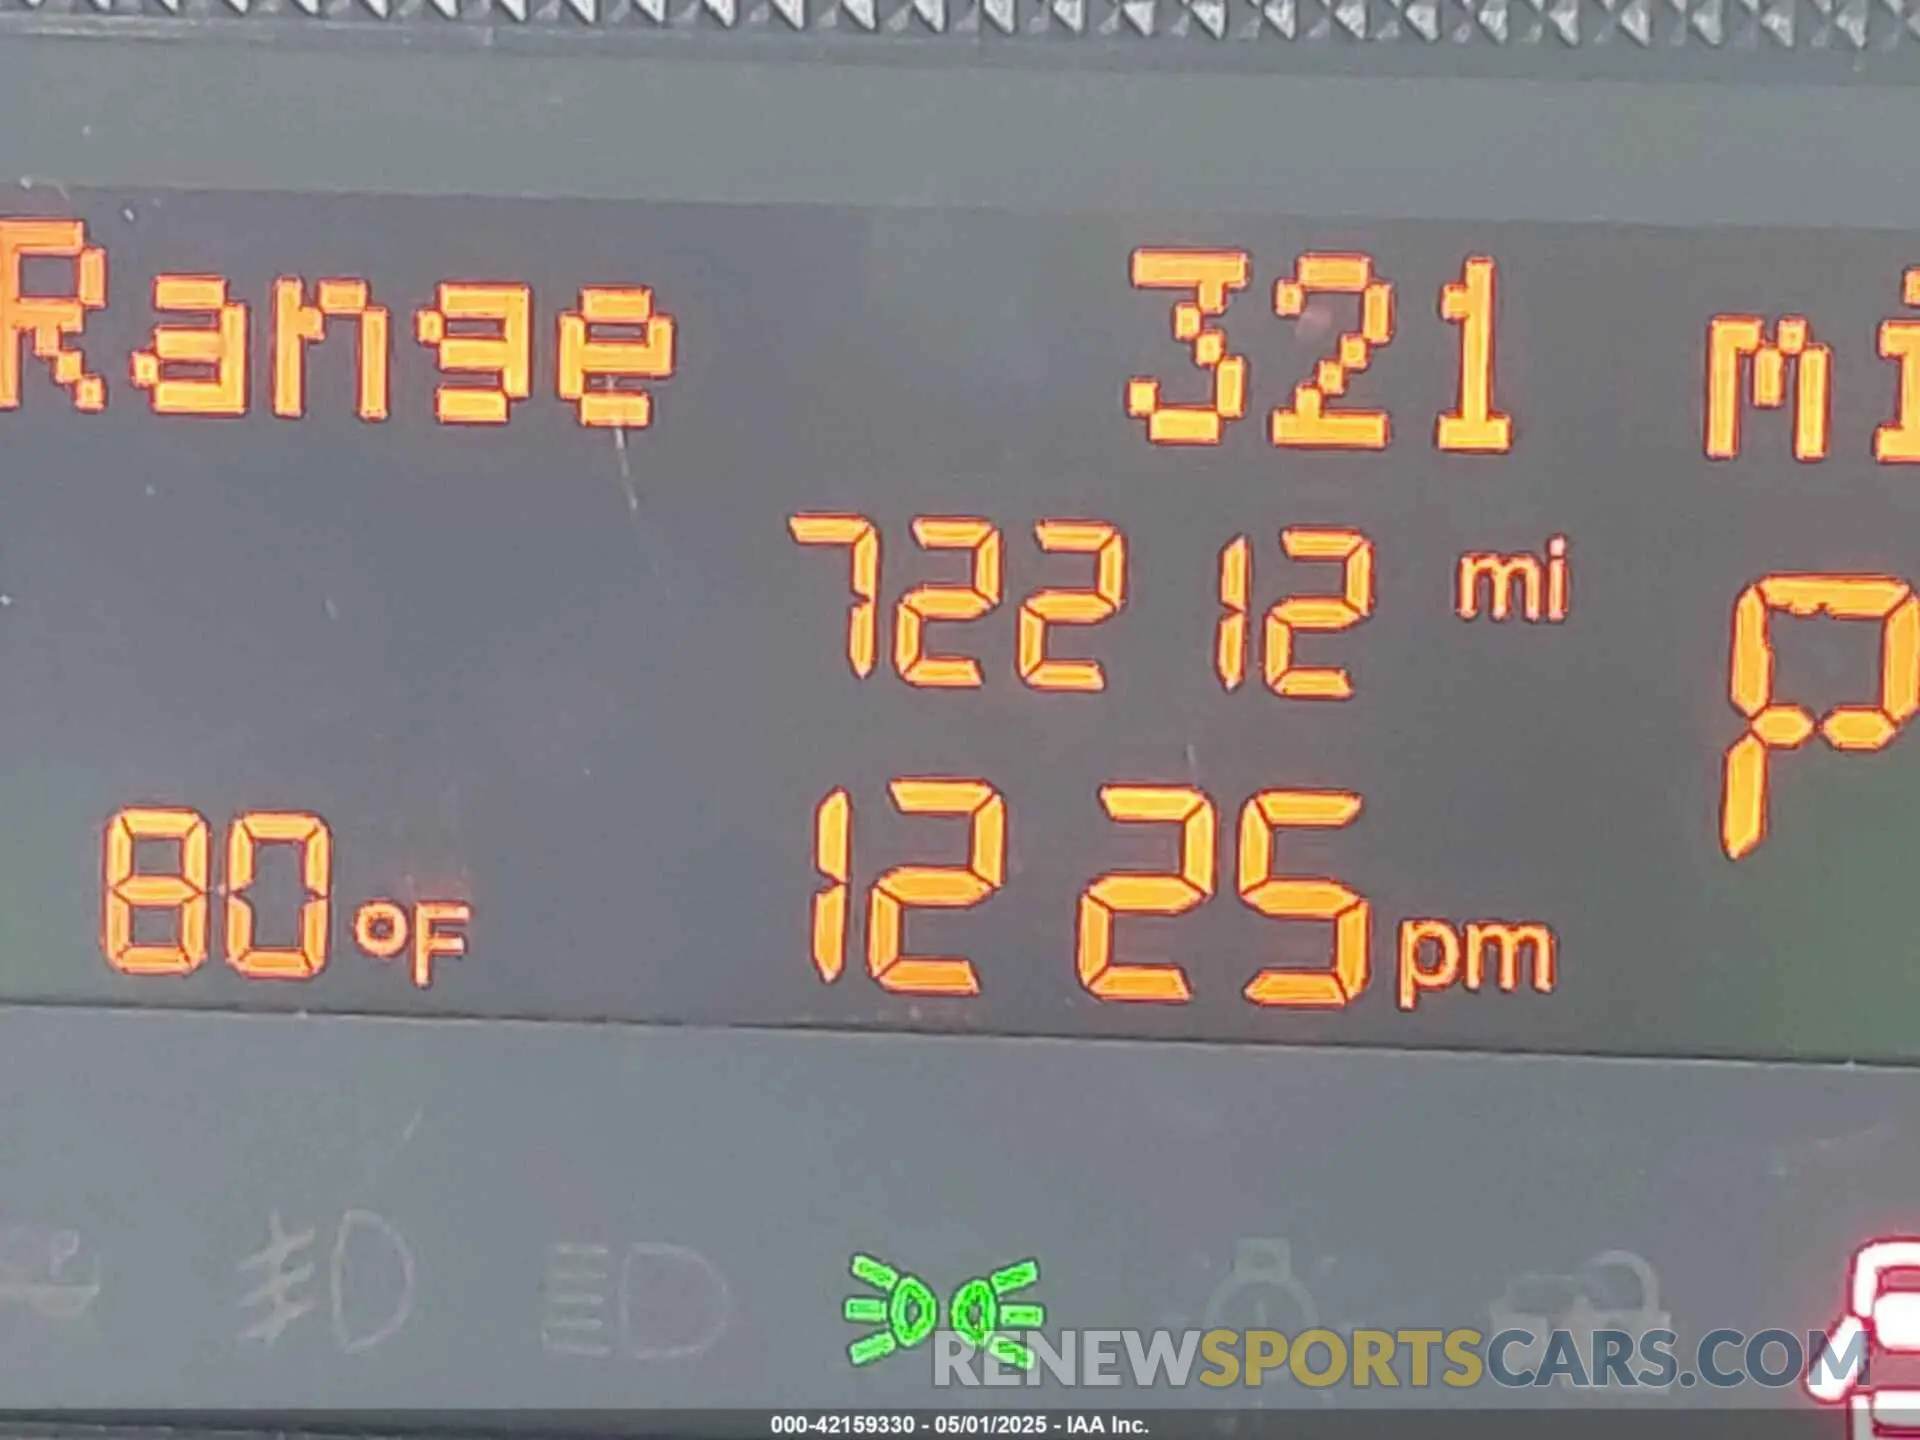 Range 321 mi
72212 mi
P
80°F 12 25 pm
RENEWSPORTSCARS.COM
000-42159330 - 05/01/2025 - IAA Inc.